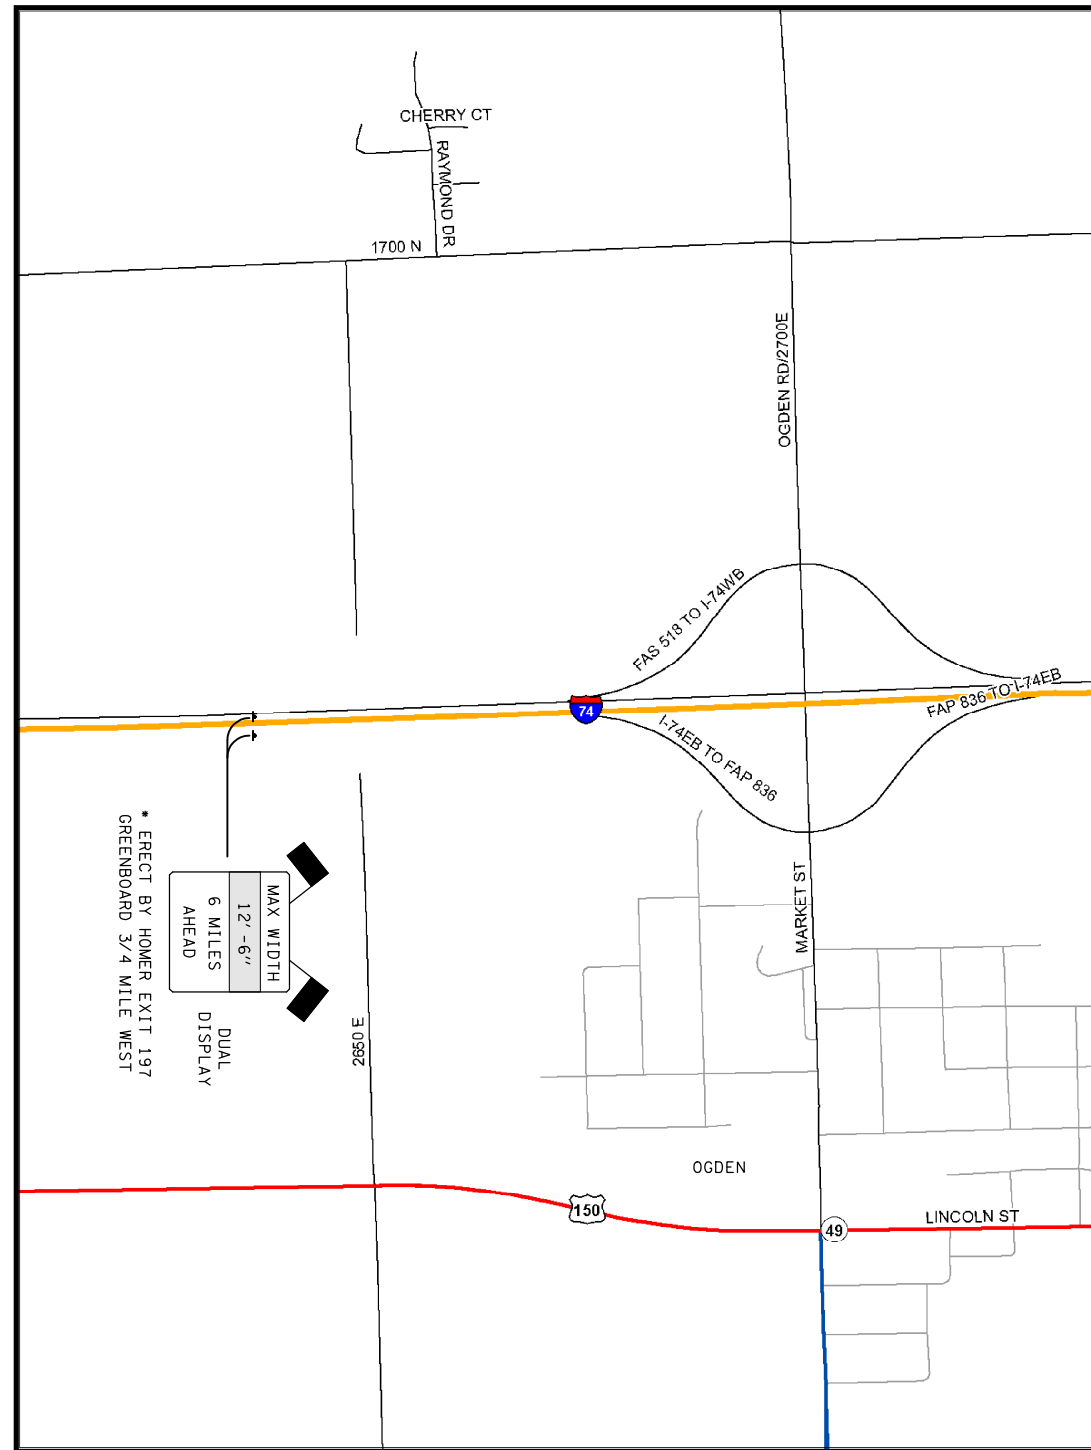 CHERRY CT
RAYMOND DR
1700 N
OGDEN RD/2700E
FAS 518 TO I-74WB
FAP 836 TO I-74EB
74
I-74EB TO FAP 836
MARKET ST
* ERECT BY HOMER EXIT 197
GREENBOARD 3/4 MILE WEST
MAX WIDTH
12'-6"
6 MILES
AHEAD
DUAL
DISPLAY
2650 E
OGDEN
150
49
LINCOLN ST